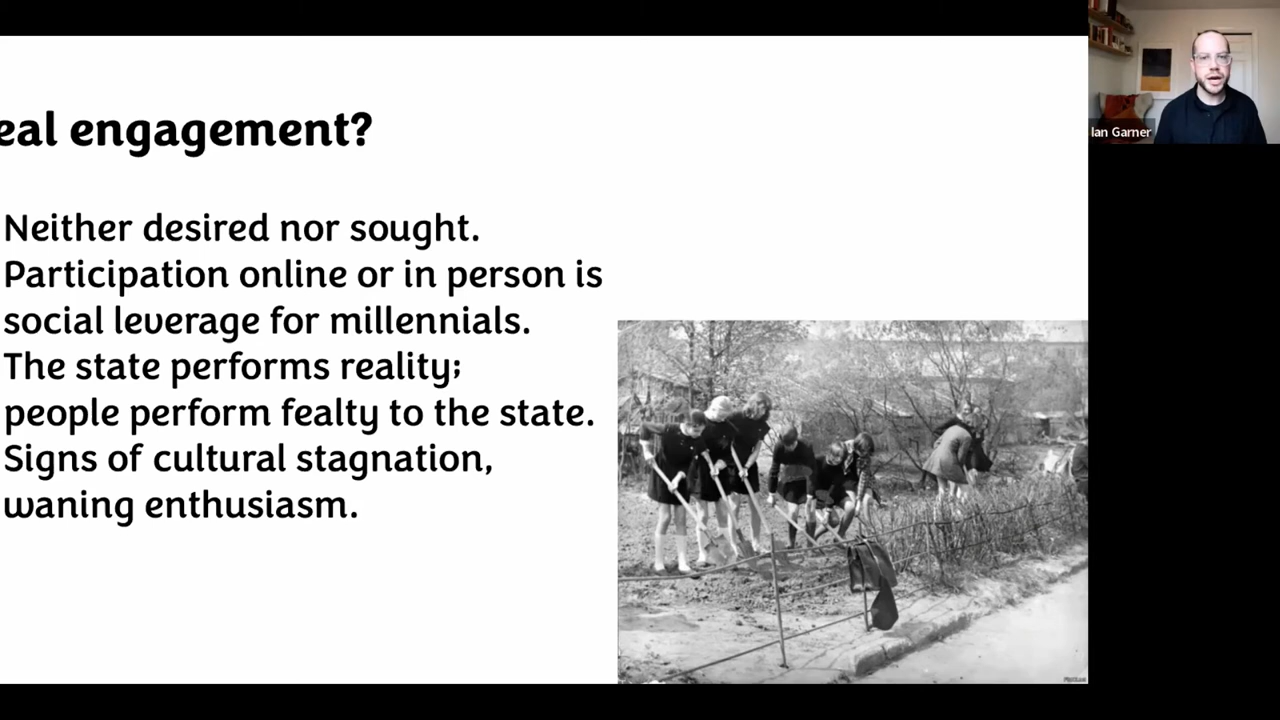 eal engagement?
Ian Garner
Neither desired nor sought.
Participation online or in person is
social leverage for millennials.
The state performs reality;
people perform fealty to the state.
Signs of cultural stagnation,
waning enthusiasm.